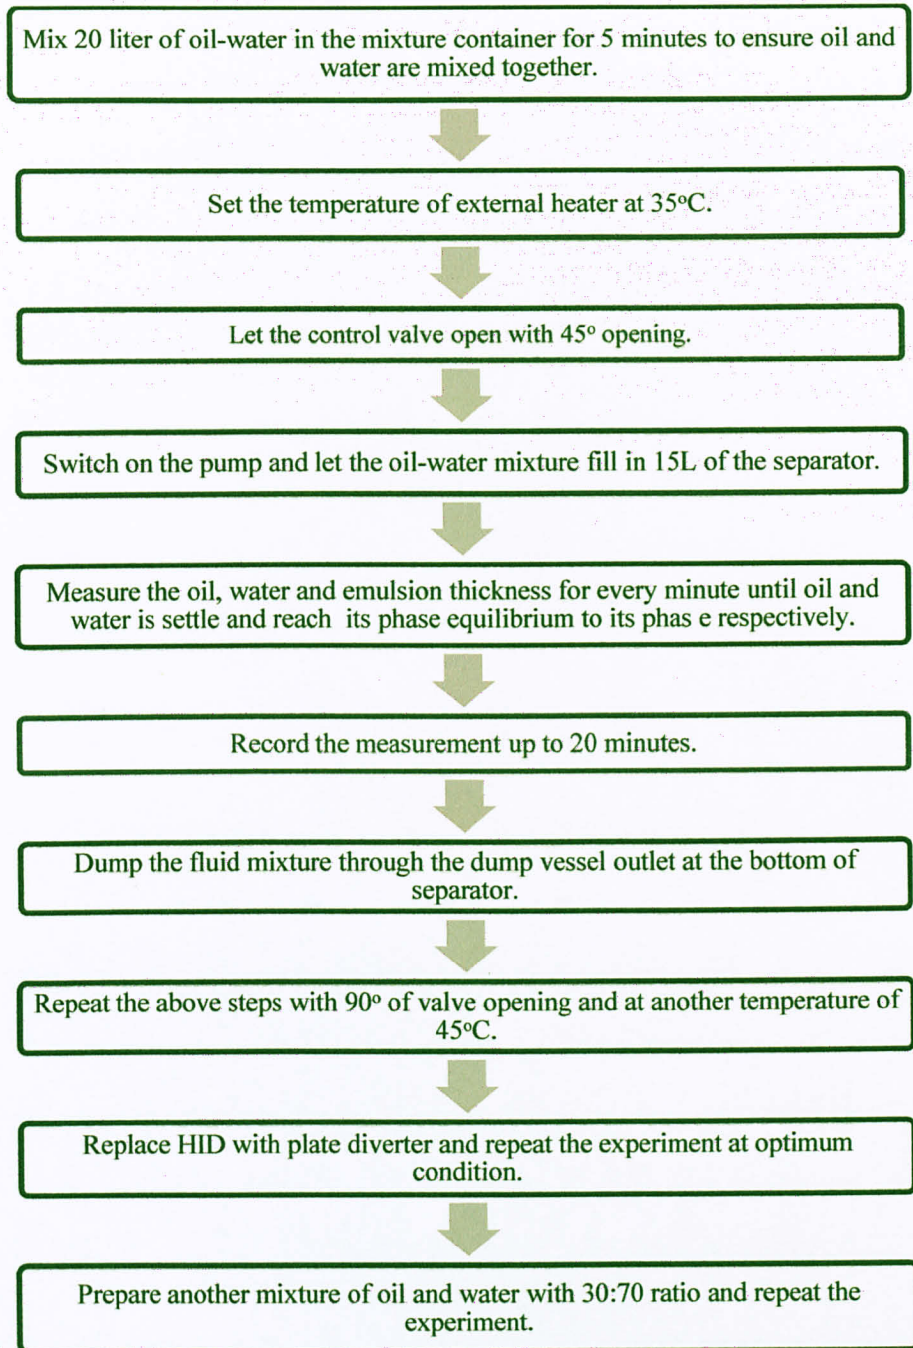 Mix 20 liter of oil-water in the mixture container for 5 minutes to ensure oil and
water are mixed together.
Set the temperature of external heater at 35°C.
Let the control valve open with 45° opening.
Switch on the pump and let the oil-water mixture fill in 15L of the separator.
Measure the oil, water and emulsion thickness for every minute until oil and
water is settle and reach its phase equilibrium to its phas e respectively.
Record the measurement up to 20 minutes.
Dump the fluid mixture through the dump vessel outlet at the bottom of
separator.
Repeat the above steps with 90° of valve opening and at another temperature of
45°C.
Replace HID with plate diverter and repeat the experiment at optimum
condition.
Prepare another mixture of oil and water with 30:70 ratio and repeat the
experiment.